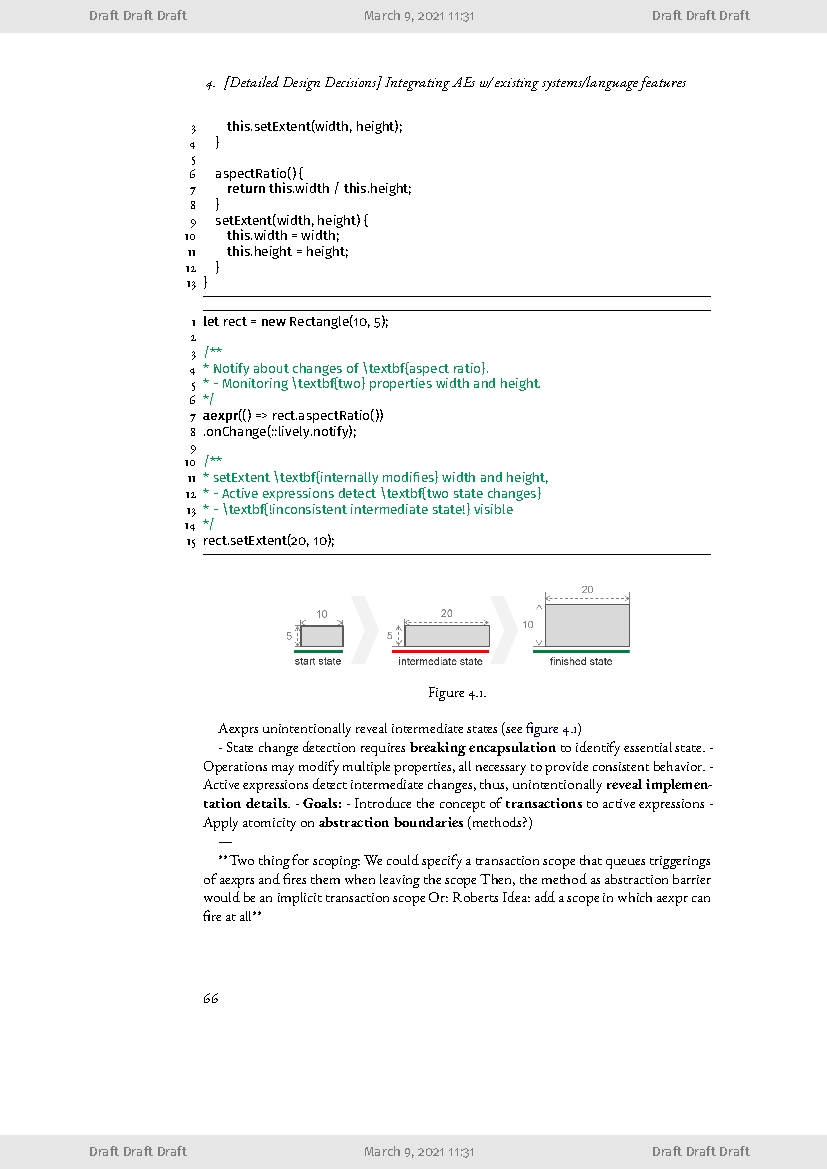 Draft Draft Draft March 9, 2021 11:31 Draft Draft Draft
4. [Detailed Design Decisions] Integrating AEs w/ existing systems/language features
3 this.setExtent(width, height);
4 }
5
6 aspectRatio() {
7 return this.width / this.height;
8 }
9 setExtent(width, height) {
10 this.width = width;
11 this.height = height;
12 }
13 }
1 let rect = new Rectangle(10, 5);
2
3 /**
4 * Notify about changes of \textbf{aspect ratio}.
5 * - Monitoring \textbf{two} properties width and height.
6 */
7 aexpr(() => rect.aspectRatio())
8 .onChange(::lively.notify);
9
10 /**
11 * setExtent \textbf{internally modifies} width and height,
12 * - Active expressions detect \textbf{two state changes}
13 * - \textbf{!inconsistent intermediate state!} visible
14 */
15 rect.setExtent(20, 10);
10 20 20
5 5 10
start state intermediate state finished state
Figure 4.1.
Aexprs unintentionally reveal intermediate states (see figure 4.1)
- State change detection requires breaking encapsulation to identify essential state. -
Operations may modify multiple properties, all necessary to provide consistent behavior. -
Active expressions detect intermediate changes, thus, unintentionally reveal implemen-
tation details. - Goals: - Introduce the concept of transactions to active expressions -
Apply atomicity on abstraction boundaries (methods?)
—
**Two thing for scoping: We could specify a transaction scope that queues triggerings
of aexprs and fires them when leaving the scope Then, the method as abstraction barrier
would be an implicit transaction scope Or: Roberts Idea: add a scope in which aexpr can
fire at all**
66
Draft Draft Draft March 9, 2021 11:31 Draft Draft Draft